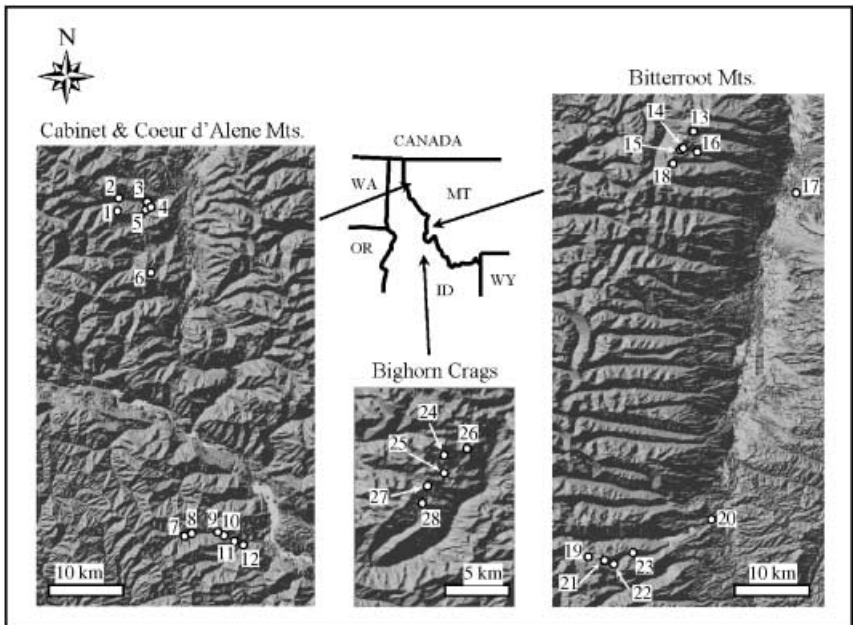 N
Cabinet & Coeur d'Alene Mts.
2
3
1
4
5
6
7
8
9
10
11
12
10 km
CANADA
WA
MT
OR
ID
WY
Bighorn Crags
24
26
25
27
28
5 km
Bitterroot Mts.
14
13
15
16
18
17
20
19
23
21
22
10 km